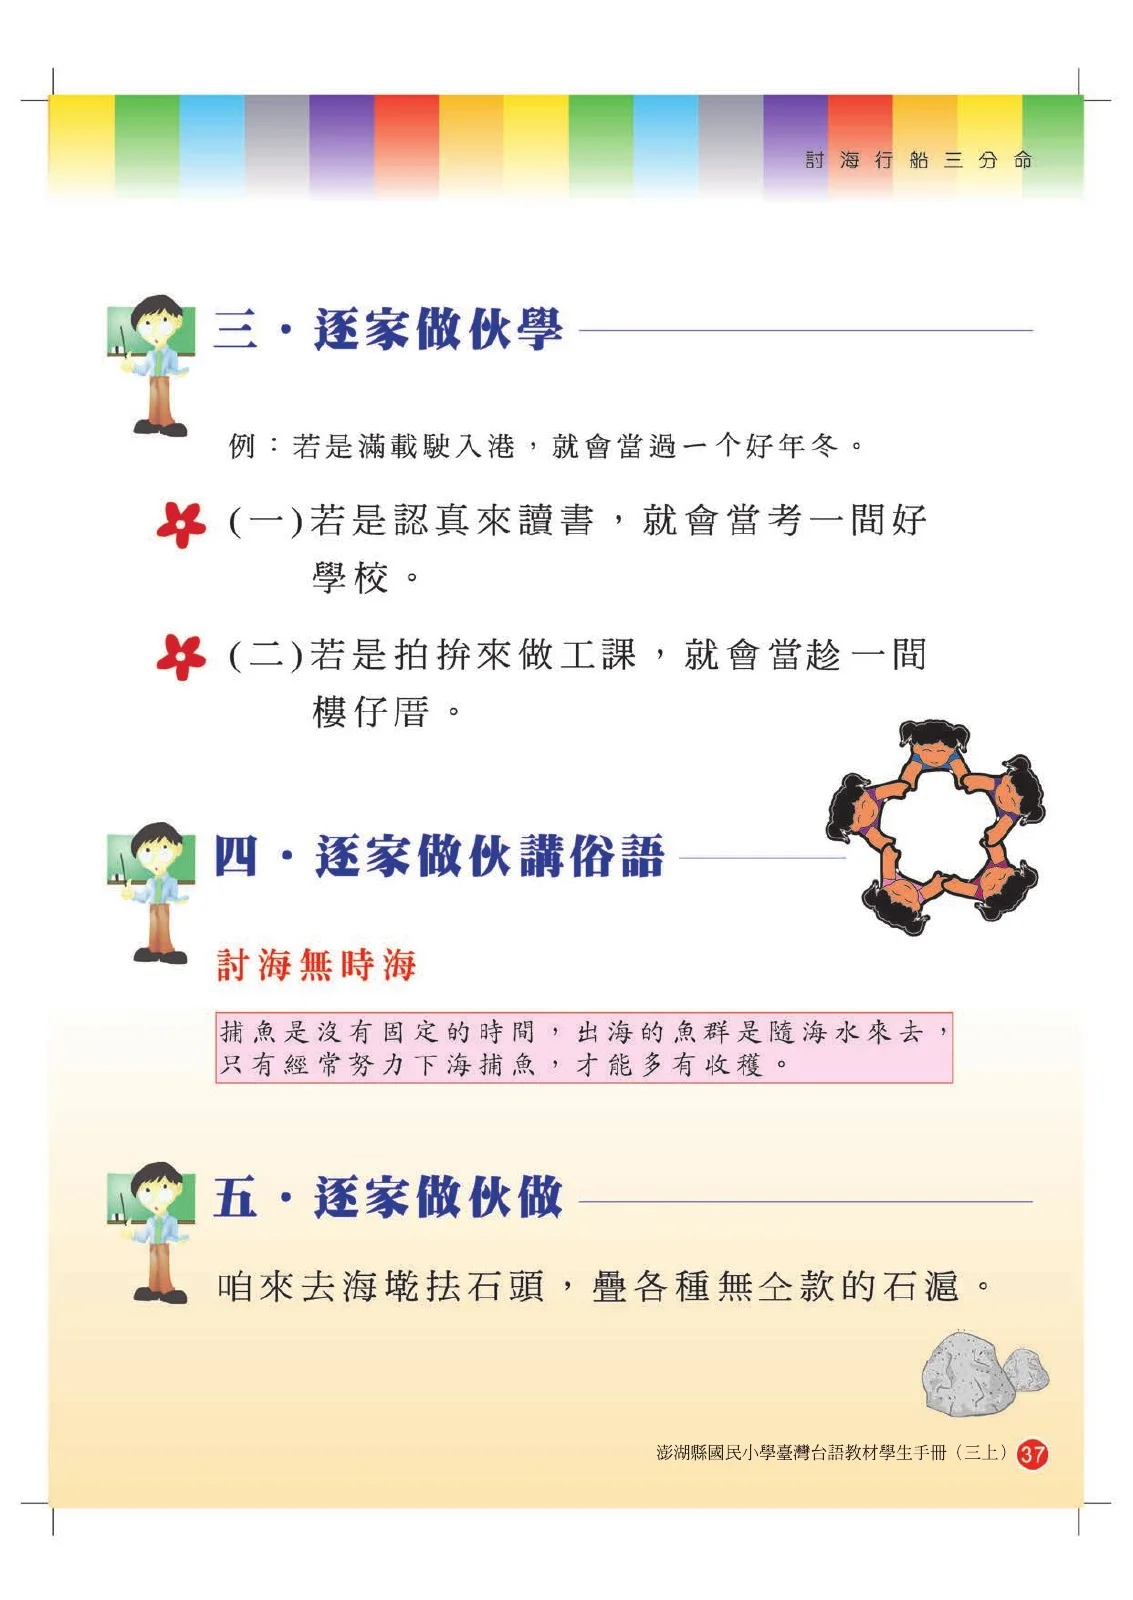 討海行船三分命
三．逐家做伙學
例：若是滿載駛入港，就會當過一个好年冬。
(一)若是認真來讀書，就會當考一間好
學校。
(二)若是拍拚來做工課，就會當趁一間
樓仔厝。
四．逐家做伙講俗語
討海無時海
捕魚是沒有固定的時間，出海的魚群是隨海水來去，
只有經常努力下海捕魚，才能多有收穫。
五．逐家做伙做
咱來去海墘抾石頭，疊各種無仝款的石滬。
澎湖縣國民小學臺灣台語教材學生手冊（三上）37